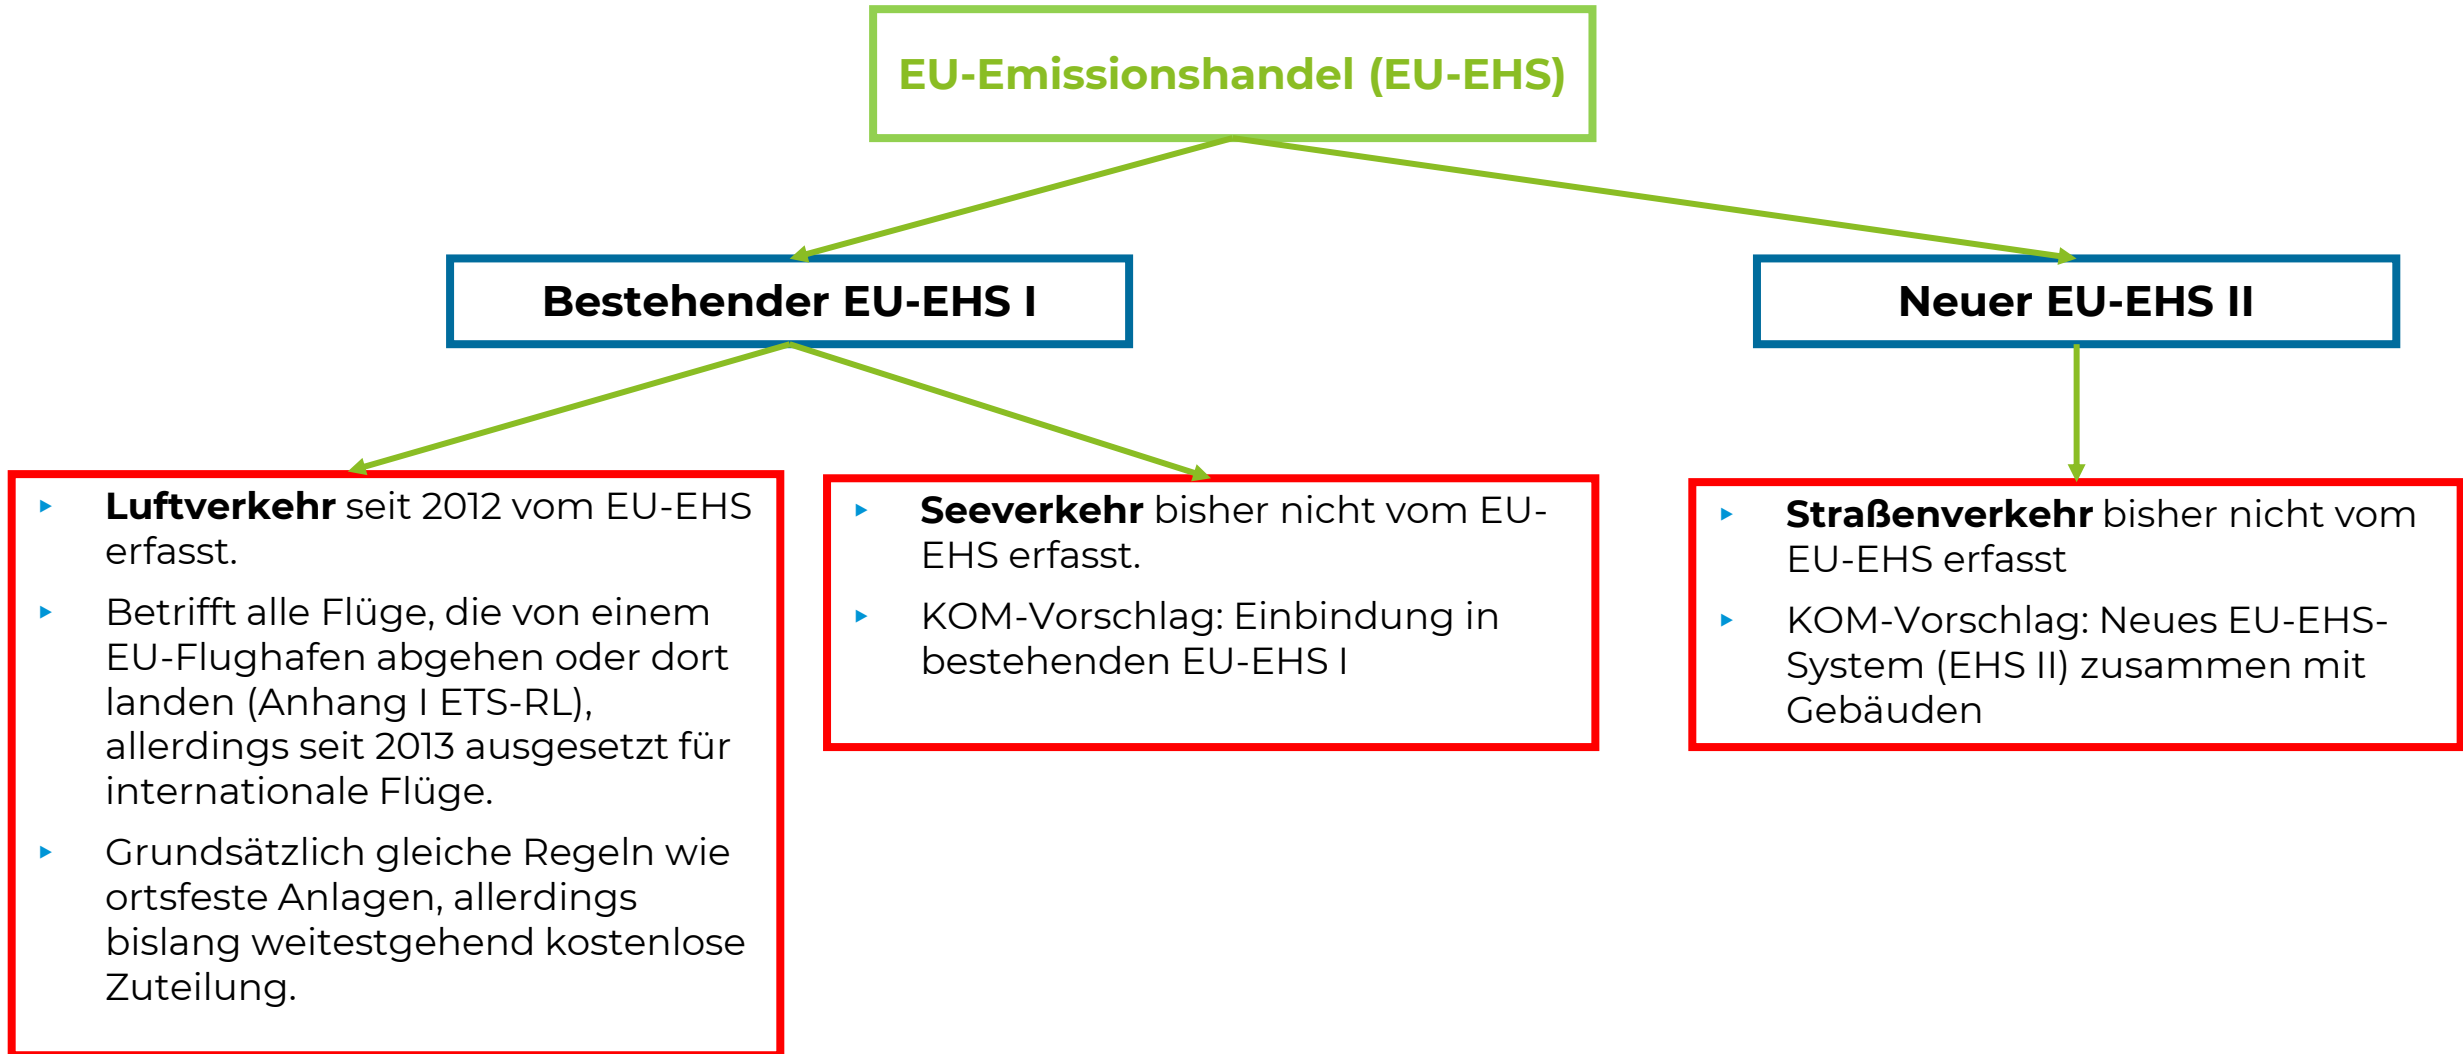 EU-Emissionshandel (EU-EHS)
Bestehender EU-EHS I
Neuer EU-EHS II
Luftverkehr seit 2012 vom EU-EHS
erfasst.
Betrifft alle Flüge, die von einem
EU-Flughafen abgehen oder dort
landen (Anhang I ETS-RL),
allerdings seit 2013 ausgesetzt für
internationale Flüge.
Grundsätzlich gleiche Regeln wie
ortsfeste Anlagen, allerdings
bislang weitestgehend kostenlose
Zuteilung.
Seeverkehr bisher nicht vom EU-
EHS erfasst.
KOM-Vorschlag: Einbindung in
bestehenden EU-EHS I
Straßenverkehr bisher nicht vom
EU-EHS erfasst
KOM-Vorschlag: Neues EU-EHS-
System (EHS II) zusammen mit
Gebäuden